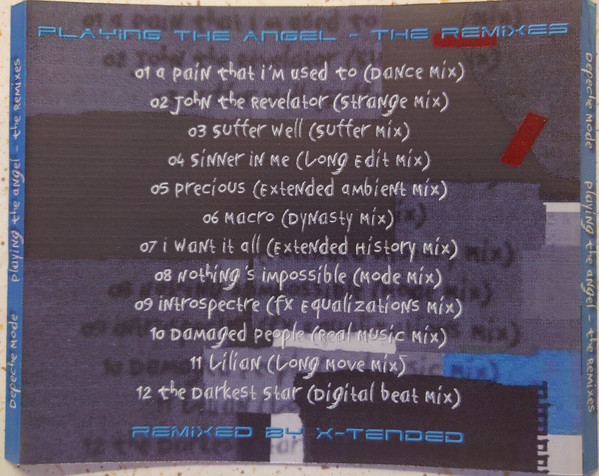 PLAYING THE ANGEL - THE REMIXES
01 a pain that i'm used to (Dance Mix)
02 John the Revelator (Strange Mix)
03 Suffer Well (Suffer Mix)
04 Sinner in Me (Long Edit Mix)
05 Precious (Extended ambient Mix)
06 Macro (Dynasty Mix)
07 i Want it all (Extended History Mix)
08 Nothing's impossible (Mode Mix)
09 introspectre (fx Equalizations Mix)
10 Damaged People (Real Music Mix)
11 Lilian (Long Move Mix)
12 the Darkest Star (Digital beat Mix)
REMIXED BY X-TENDED
Depeche Mode Playing the angel - the Remixes
Depeche Mode Playing the angel - the Remixes